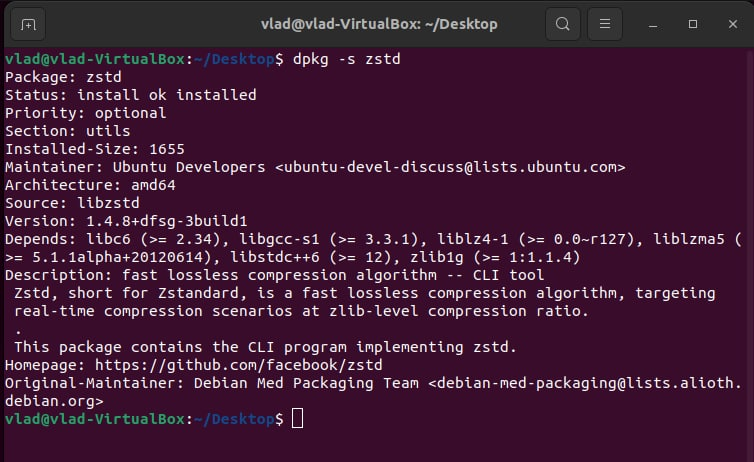 vlad@vlad-VirtualBox: ~/Desktop
vlad@vlad-VirtualBox:~/Desktop$ dpkg -s zstd
Package: zstd
Status: install ok installed
Priority: optional
Section: utils
Installed-Size: 1655
Maintainer: Ubuntu Developers <ubuntu-devel-discuss@lists.ubuntu.com>
Architecture: amd64
Source: libzstd
Version: 1.4.8+dfsg-3build1
Depends: libc6 (>= 2.34), libgcc-s1 (>= 3.3.1), liblz4-1 (>= 0.0~r127), liblzma5 (
>= 5.1.1alpha+20120614), libstdc++6 (>= 12), zlib1g (>= 1:1.1.4)
Description: fast lossless compression algorithm -- CLI tool
 Zstd, short for Zstandard, is a fast lossless compression algorithm, targeting
 real-time compression scenarios at zlib-level compression ratio.
 .
 This package contains the CLI program implementing zstd.
Homepage: https://github.com/facebook/zstd
Original-Maintainer: Debian Med Packaging Team <debian-med-packaging@lists.alioth.
debian.org>
vlad@vlad-VirtualBox:~/Desktop$